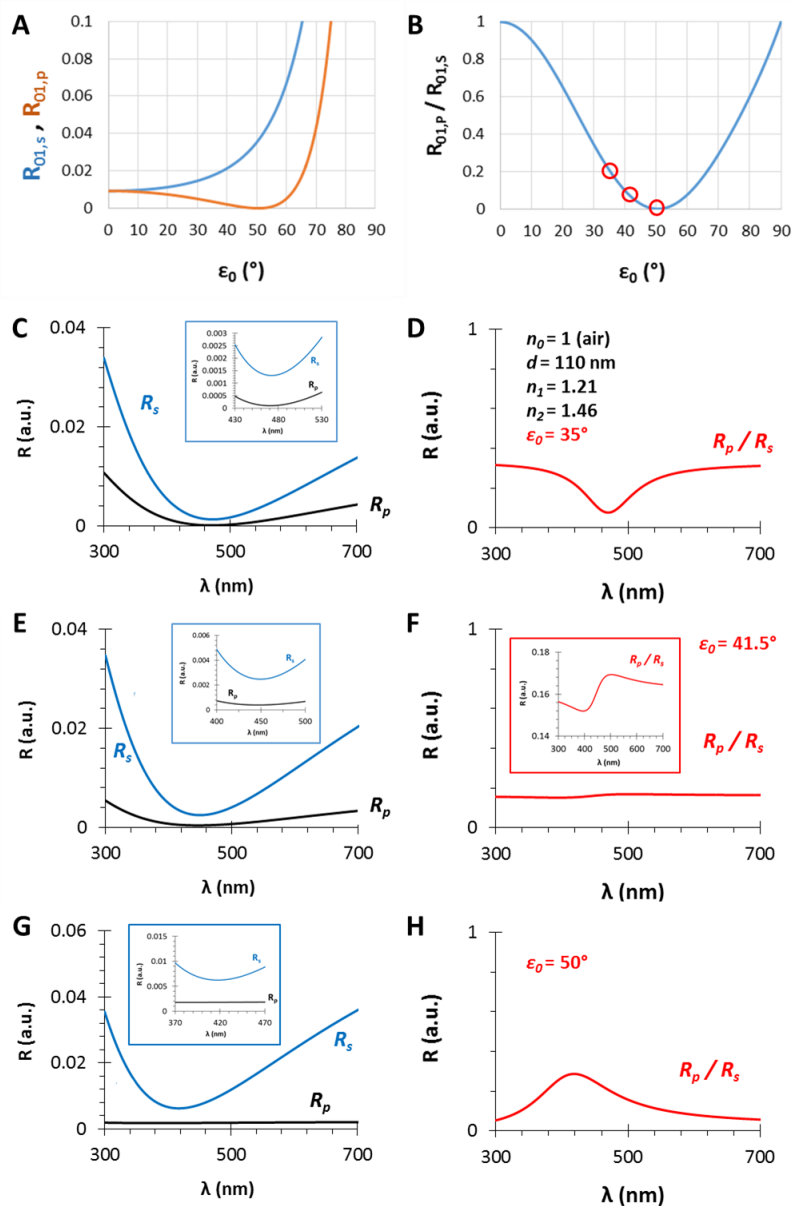 A
R01,s , R01,p
0.1
0.08
0.06
0.04
0.02
0
0 10 20 30 40 50 60 70 80 90
ε0 (°)
B
R01,P / R01,S
1
0.8
0.6
0.4
0.2
0
0 10 20 30 40 50 60 70 80 90
ε0 (°)
C
R (a.u.)
0.04
0.02
0
300 500 700
λ (nm)
Rs
Rp
R (a.u.)
0.003
0.0025
0.002
0.0015
0.001
0.0005
0
430 480 530
λ (nm)
Rs
Rp
D
R (a.u.)
1
0
300 500 700
λ (nm)
n0 = 1 (air)
d = 110 nm
n1 = 1.21
n2 = 1.46
ε0 = 35°
Rp / Rs
E
R (a.u.)
0.04
0.02
0
300 500 700
λ (nm)
Rs
Rp
R (a.u.)
0.006
0.004
0.002
0
400 450 500
λ (nm)
Rs
Rp
F
R (a.u.)
1
0
300 500 700
λ (nm)
ε0 = 41.5°
Rp / Rs
R (a.u.)
0.18
0.16
0.14
300 400 500 600 700
λ (nm)
Rp / Rs
G
R (a.u.)
0.06
0.04
0.02
0
300 500 700
λ (nm)
Rs
Rp
R (a.u.)
0.015
0.01
0.005
0
370 420 470
λ (nm)
Rs
Rp
H
R (a.u.)
1
0
300 500 700
λ (nm)
ε0 = 50°
Rp / Rs